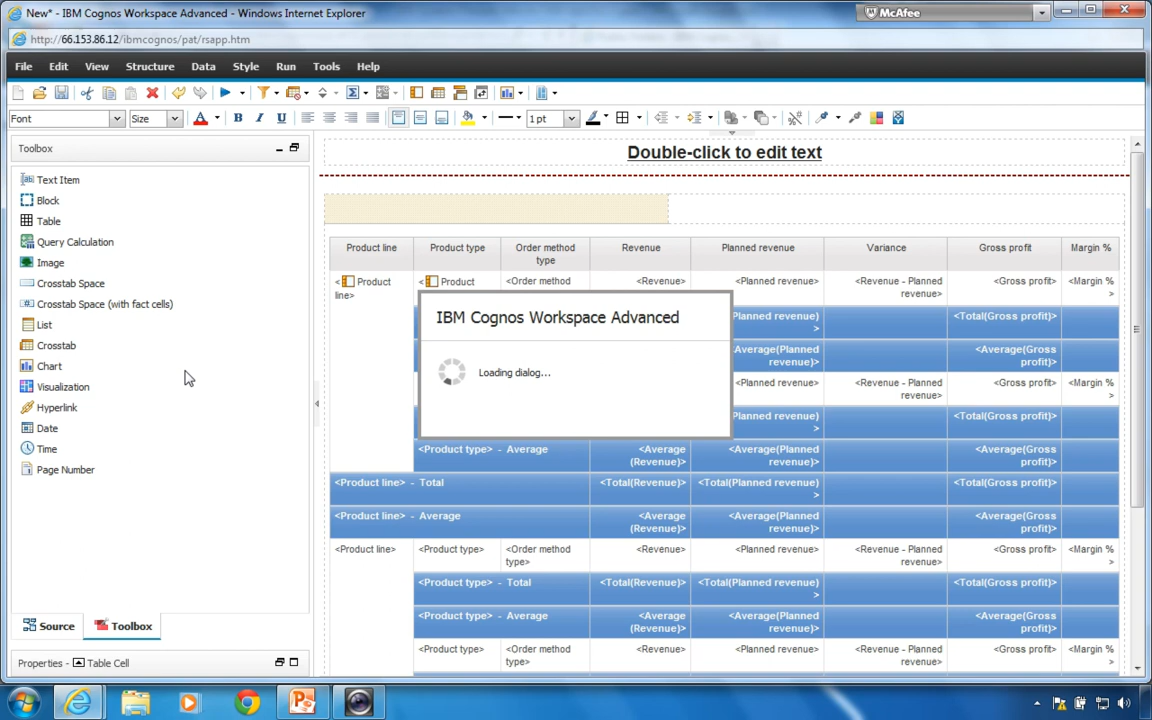 New* - IBM Cognos Workspace Advanced - Windows Internet Explorer
McAfee
http://66.153.86.12/ibmcognos/pat/rsapp.htm
File Edit View Structure Data Style Run Tools Help
Font Size 1 pt
Toolbox
Text Item
Block
Table
Query Calculation
Image
Crosstab Space
Crosstab Space (with fact cells)
List
Crosstab
Chart
Visualization
Hyperlink
Date
Time
Page Number
Source Toolbox
Properties - Table Cell
Double-click to edit text
Product line Product type Order method Revenue Planned revenue Variance Gross profit Margin %
type
< Product < Product <Order method <Revenue> <Planned revenue> <Revenue - Planned <Gross profit> <Margin %
line> revenue> >
IBM Cognos Workspace Advanced
Loading dialog...
Planned revenue) <Total(Gross profit)>
>
<Average(Planned <Average(Gross
revenue)> profit)>
<Planned revenue> <Revenue - Planned <Gross profit> <Margin %
revenue> >
Planned revenue) <Total(Gross profit)>
>
<Product type> - Average <Average <Average(Planned <Average(Gross
(Revenue)> revenue)> profit)>
<Product line> - Total <Total(Revenue)> <Total(Planned revenue) <Total(Gross profit)>
>
<Product line> - Average <Average <Average(Planned <Average(Gross
(Revenue)> revenue)> profit)>
<Product line> <Product type> <Order method <Revenue> <Planned revenue> <Revenue - Planned <Gross profit> <Margin %
type> revenue> >
<Product type> - Total <Total(Revenue)> <Total(Planned revenue) <Total(Gross profit)>
>
<Product type> - Average <Average <Average(Planned <Average(Gross
(Revenue)> revenue)> profit)>
<Product type> <Order method <Revenue> <Planned revenue> <Revenue - Planned <Gross profit> <Margin %
type> revenue> >